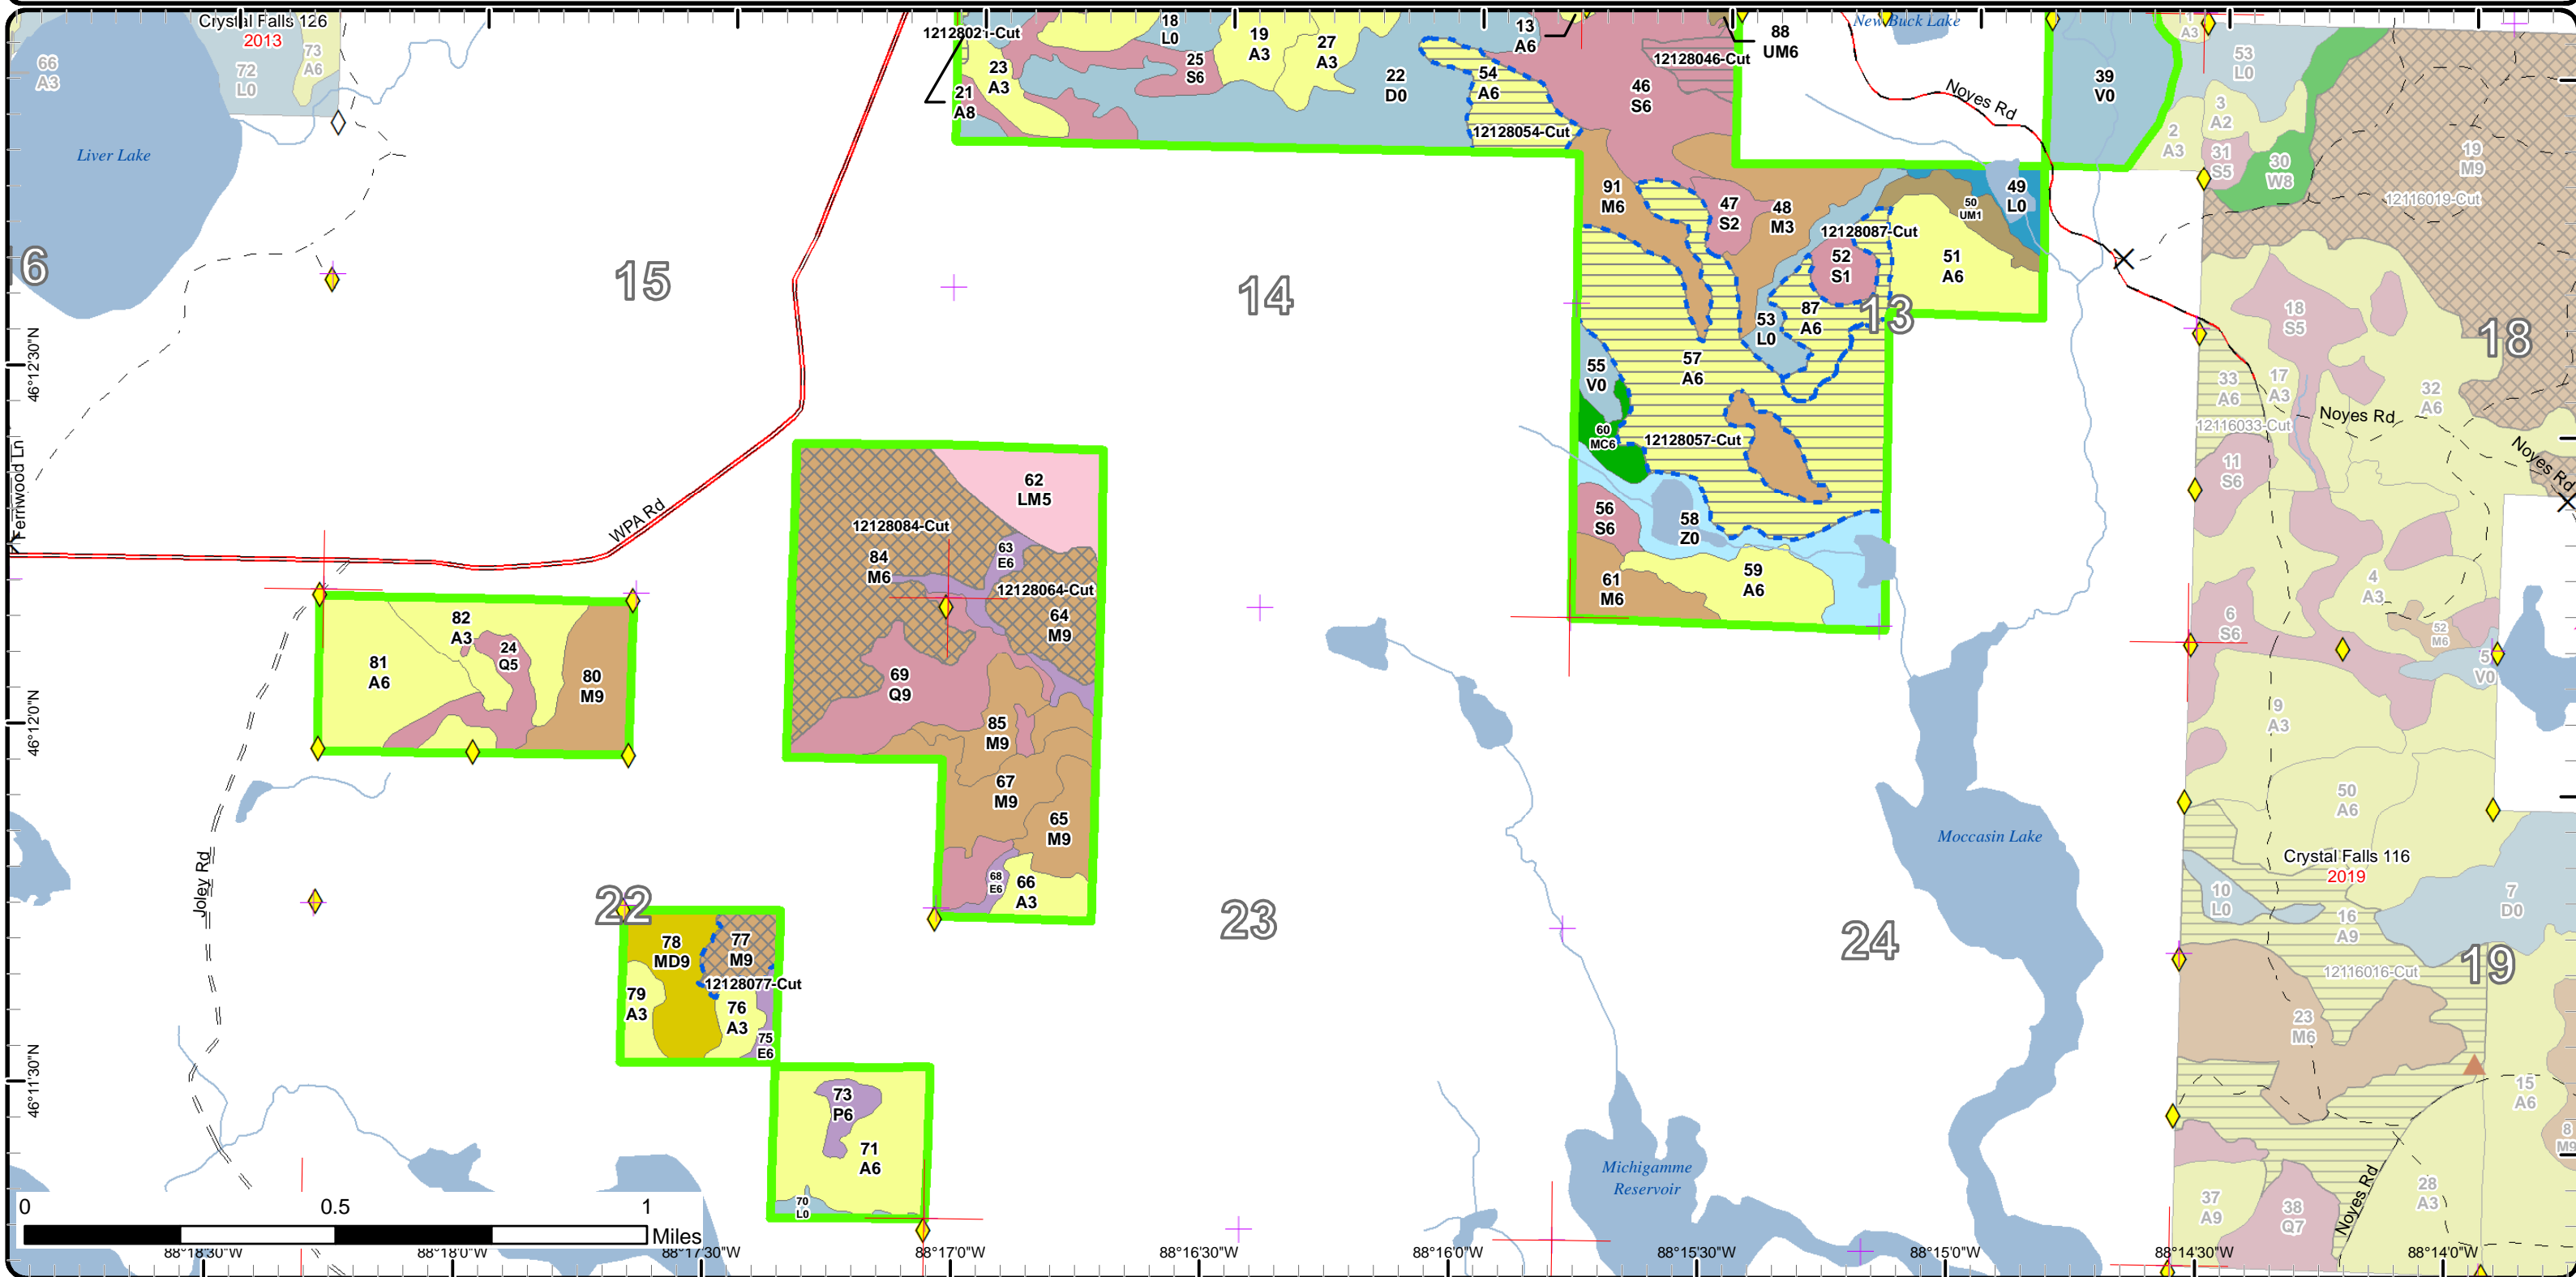 Crystal Falls 126
2013
66
A3
72
L0
73
A6
Liver Lake
6
15
14
13
18
12128021-Cut
23
A3
21
A8
18
L0
25
S6
19
A3
27
A3
22
D0
13
A6
54
A6
12128054-Cut
12128046-Cut
46
S6
88
UM6
New Buck Lake
Noyes Rd
39
V0
A3
53
L0
3
A2
2
A3
31
S5
30
W8
19
M9
12116019-Cut
91
M6
47
S2
48
M3
12128087-Cut
50
UM1
49
L0
52
S1
51
A6
87
A6
53
L0
57
A6
55
V0
60
MC6
12128057-Cut
56
S6
58
Z0
59
A6
61
M6
18
S5
33
A6
17
A3
32
A6
Noyes Rd
Noyes Rd
12116033-Cut
11
S6
4
A3
6
S6
52
M6
5
V0
9
A3
50
A6
46°12'30"N
Fernwood Ln
WPA Rd
62
LM5
12128084-Cut
84
M6
63
E6
12128064-Cut
64
M9
69
Q9
85
M9
67
M9
65
M9
68
E6
66
A3
82
A3
24
Q5
81
A6
80
M9
46°12'0"N
Joley Rd
22
23
24
19
78
MD9
77
M9
12128077-Cut
79
A3
76
A3
75
E6
73
P6
71
A6
70
L0
Moccasin Lake
Michigamme
Reservoir
Crystal Falls 116
2019
10
L0
7
D0
16
A9
12116016-Cut
23
M6
15
A6
8
M9
37
A9
38
Q7
28
A3
Noyes Rd
46°11'30"N
0 0.5 1
Miles
88°18'30"W 88°18'0"W 88°17'30"W 88°17'0"W 88°16'30"W 88°16'0"W 88°15'30"W 88°15'0"W 88°14'30"W 88°14'0"W